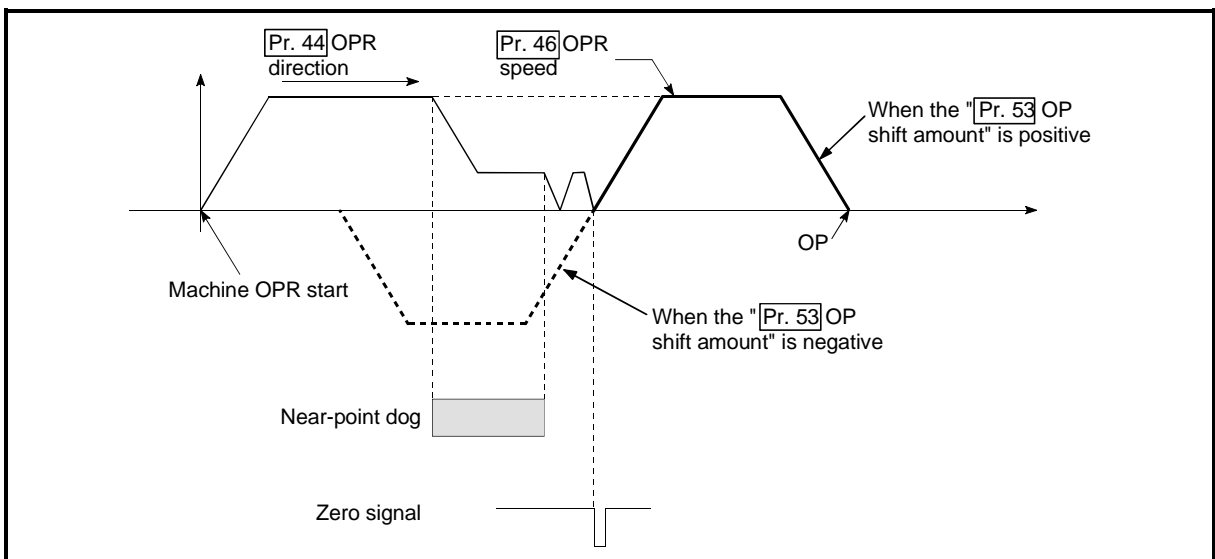 Pr. 44 OPR
direction
Pr. 46 OPR
speed
When the " Pr. 53 OP
shift amount" is positive
OP
Machine OPR start
When the " Pr. 53 OP
shift amount" is negative
Near-point dog
Zero signal